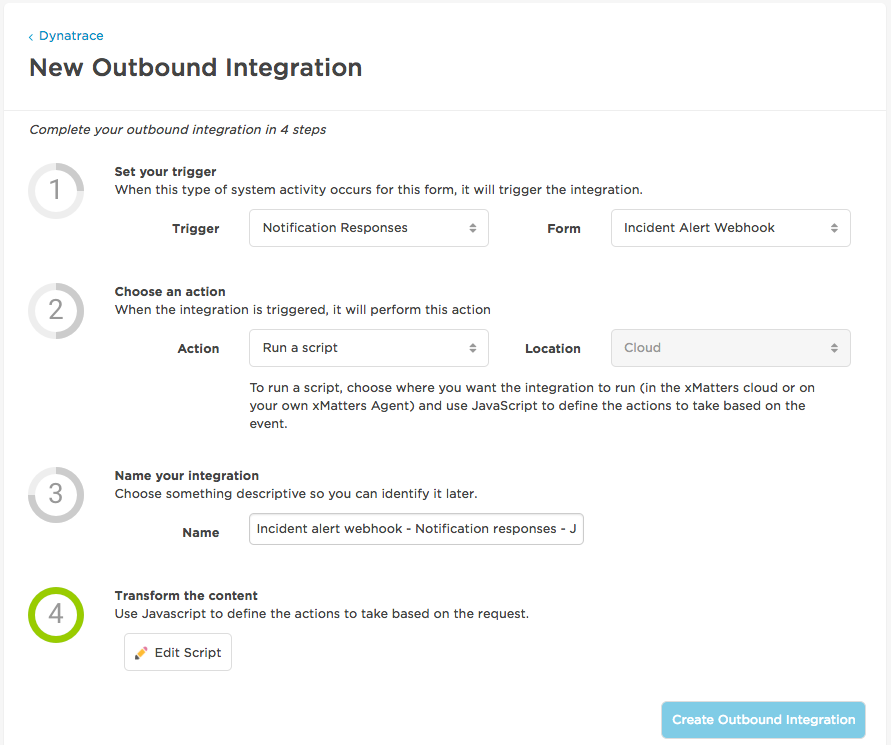 ‹ Dynatrace
New Outbound Integration
Complete your outbound integration in 4 steps
1
Set your trigger
When this type of system activity occurs for this form, it will trigger the integration.
Trigger Notification Responses Form Incident Alert Webhook
2
Choose an action
When the integration is triggered, it will perform this action
Action Run a script Location Cloud
To run a script, choose where you want the integration to run (in the xMatters cloud or on
your own xMatters Agent) and use JavaScript to define the actions to take based on the
event.
3
Name your integration
Choose something descriptive so you can identify it later.
Name Incident alert webhook - Notification responses - J
4
Transform the content
Use Javascript to define the actions to take based on the request.
Edit Script
Create Outbound Integration